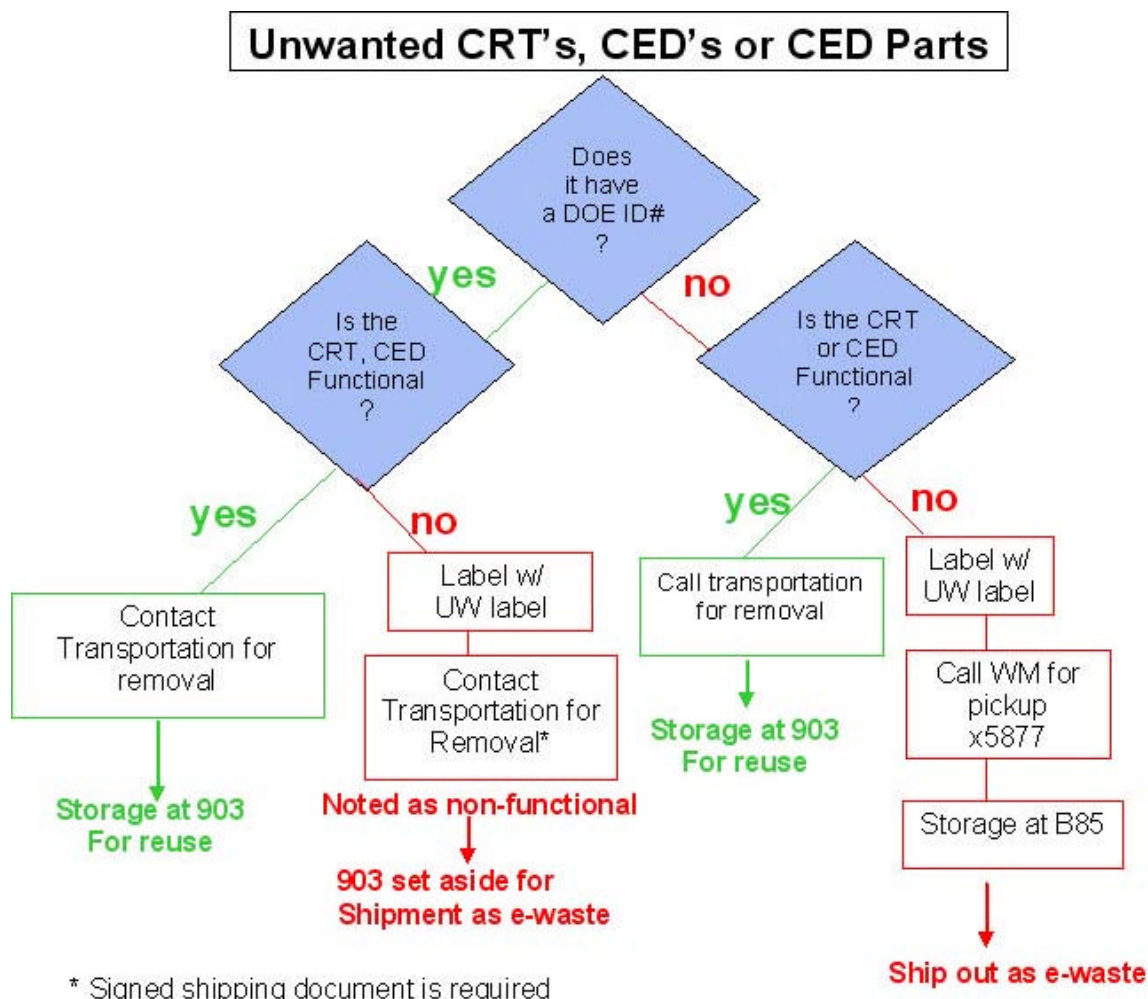 Unwanted CRT's, CED's or CED Parts
Does
it have
a DOE ID#
?
yes
no
Is the
CRT, CED
Functional
?
Is the CRT
or CED
Functional
?
yes
no
yes
no
Contact
Transportation for
removal
Label w/
UW label
Call transportation
for removal
Label w/
UW label
Contact
Transportation for
Removal*
Call WM for
pickup
x5877
Storage at 903
For reuse
Noted as non-functional
Storage at 903
For reuse
Storage at B85
903 set aside for
Shipment as e-waste
Ship out as e-waste
* Signed shipping document is required